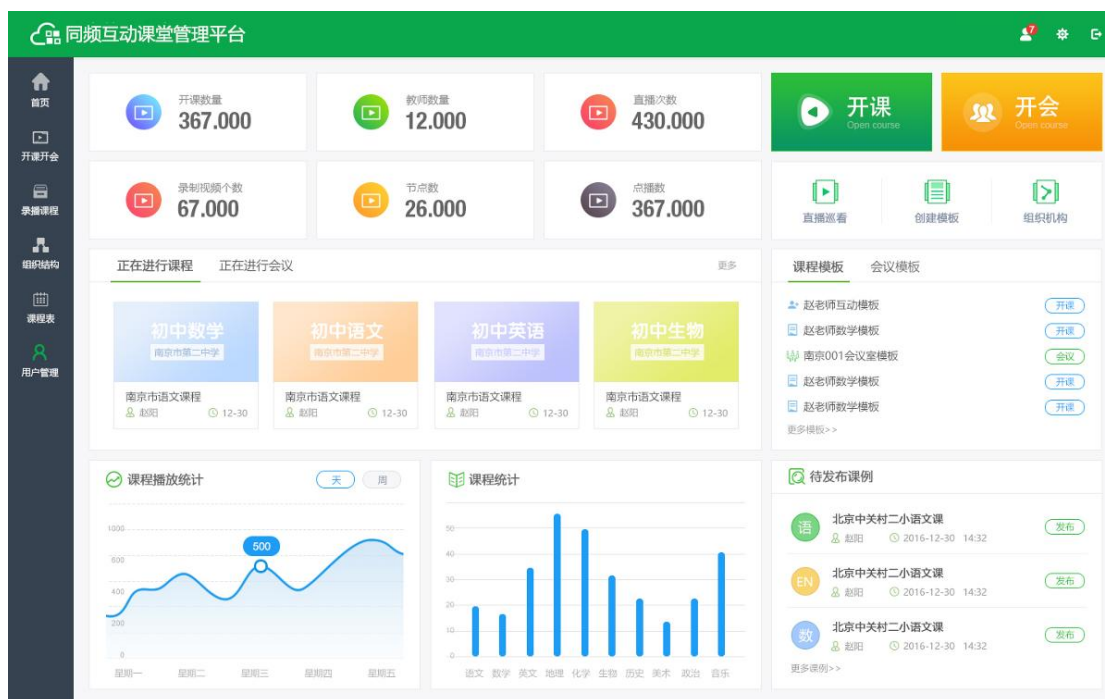 同频互动课堂管理平台
7
首页
开课开会
录播课程
组织结构
课程表
用户管理
开课数量
367.000
教师数量
12.000
直播次数
430.000
开课
Open course
开会
Open course
录制视频个数
67.000
节点数
26.000
点播数
367.000
直播巡看
创建模板
组织机构
正在进行课程
正在进行会议
更多
初中数学
南京市第二中学
南京市语文课程
赵阳
12-30
初中语文
南京市第二中学
南京市语文课程
赵阳
12-30
初中英语
南京市第二中学
南京市语文课程
赵阳
12-30
初中生物
南京市第二中学
南京市语文课程
赵阳
12-30
课程模板
会议模板
赵老师互动模板
开课
赵老师数学模板
开课
南京001会议室模板
会议
赵老师数学模板
开课
赵老师数学模板
开课
更多模板>>
课程播放统计
天
周
1000
600
400
200
0
500
星期一
星期二
星期三
星期四
星期五
课程统计
50
40
30
20
10
0
语文
数学
英文
地理
化学
生物
历史
美术
政治
音乐
待发布课例
语
北京中关村二小语文课
赵阳
2016-12-30 14:32
发布
EN
北京中关村二小语文课
赵阳
2016-12-30 14:32
发布
数
北京中关村二小语文课
赵阳
2016-12-30 14:32
发布
更多课例>>